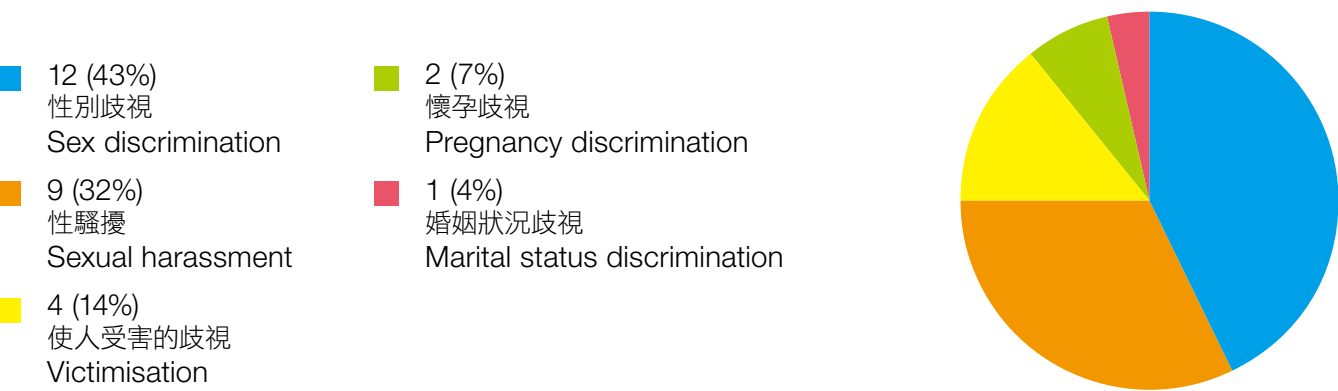 12 (43%)
性別歧視
Sex discrimination
9 (32%)
性騷擾
Sexual harassment
4 (14%)
使人受害的歧視
Victimisation
2 (7%)
懷孕歧視
Pregnancy discrimination
1 (4%)
婚姻狀況歧視
Marital status discrimination